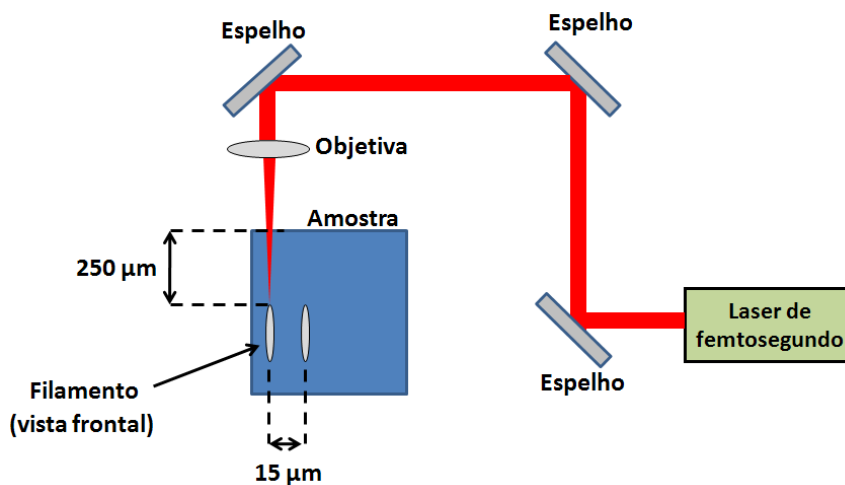 Espelho
Espelho
Objetiva
Amostra
250 µm
Laser de
femtosegundo
Espelho
Filamento
(vista frontal)
15 µm